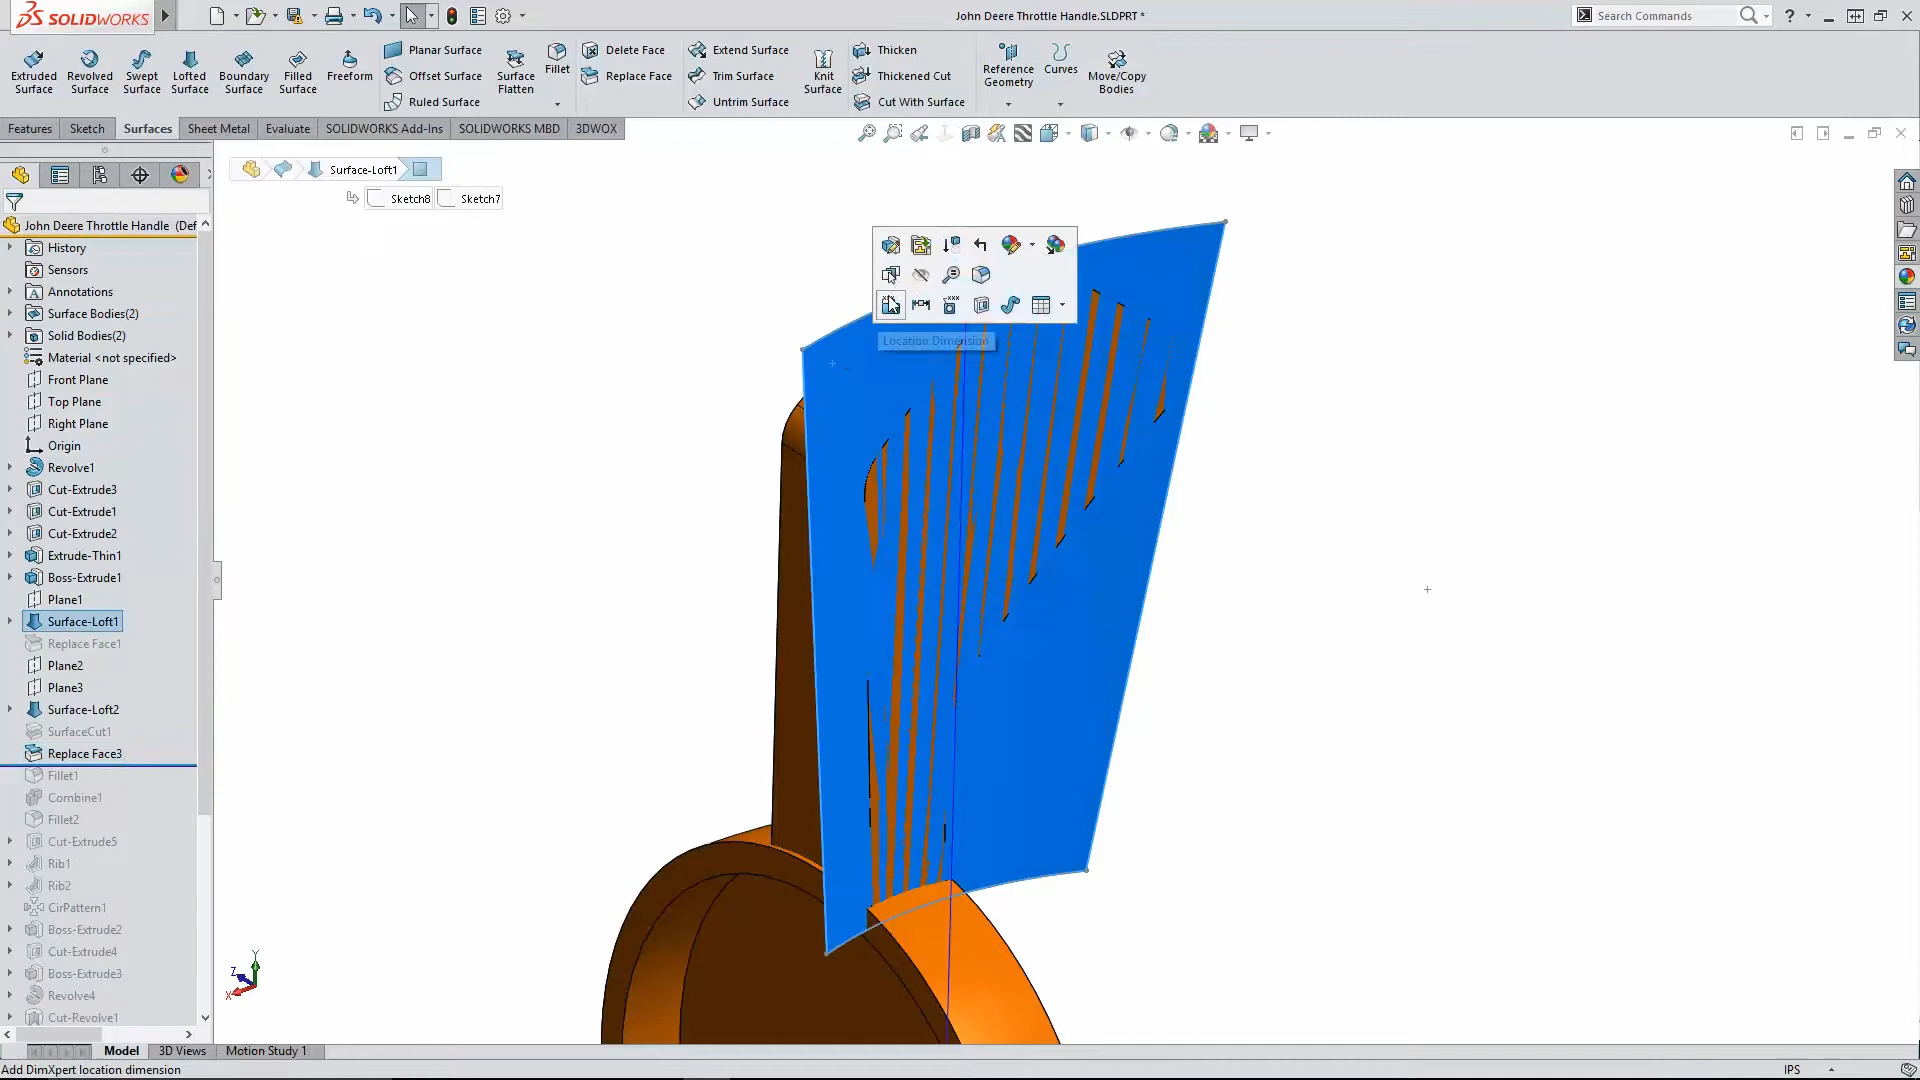 SOLIDWORKS
John Deere Throttle Handle.SLDPRT *
Search Commands
Extruded Surface
Revolved Surface
Swept Surface
Lofted Surface
Boundary Surface
Filled Surface
Freeform
Planar Surface
Offset Surface
Ruled Surface
Surface Flatten
Fillet
Delete Face
Replace Face
Extend Surface
Trim Surface
Untrim Surface
Knit Surface
Thicken
Thickened Cut
Cut With Surface
Reference Geometry
Curves
Move/Copy Bodies
Features
Sketch
Surfaces
Sheet Metal
Evaluate
SOLIDWORKS Add-Ins
SOLIDWORKS MBD
3DWOX
Surface-Loft1
Sketch8
Sketch7
Location Dimension
John Deere Throttle Handle (Def
History
Sensors
Annotations
Surface Bodies(2)
Solid Bodies(2)
Material <not specified>
Front Plane
Top Plane
Right Plane
Origin
Revolve1
Cut-Extrude3
Cut-Extrude1
Cut-Extrude2
Extrude-Thin1
Boss-Extrude1
Plane1
Surface-Loft1
Replace Face1
Plane2
Plane3
Surface-Loft2
SurfaceCut1
Replace Face3
Fillet1
Combine1
Fillet2
Cut-Extrude5
Rib1
Rib2
CirPattern1
Boss-Extrude2
Cut-Extrude4
Boss-Extrude3
Revolve4
Cut-Revolve1
Y
Z
X
Model
3D Views
Motion Study 1
Add DimXpert location dimension
IPS